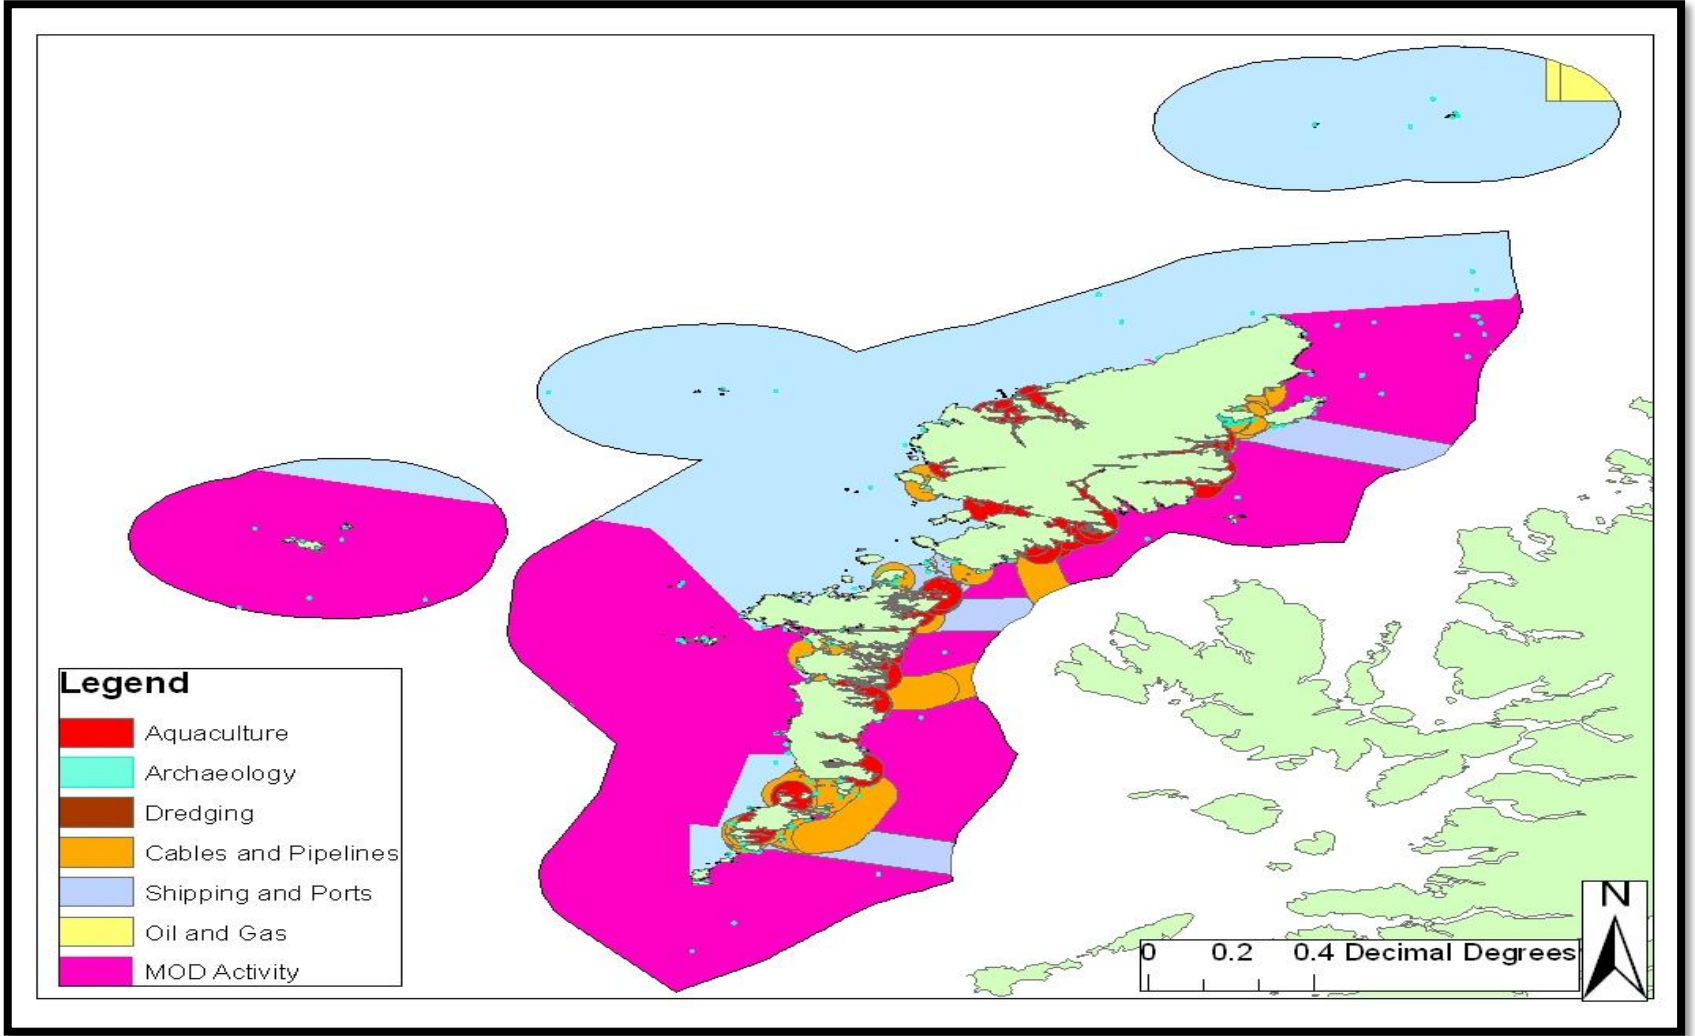 Legend
Aquaculture
Archaeology
Dredging
Cables and Pipelines
Shipping and Ports
Oil and Gas
MOD Activity
N
0 0.2 0.4 Decimal Degrees